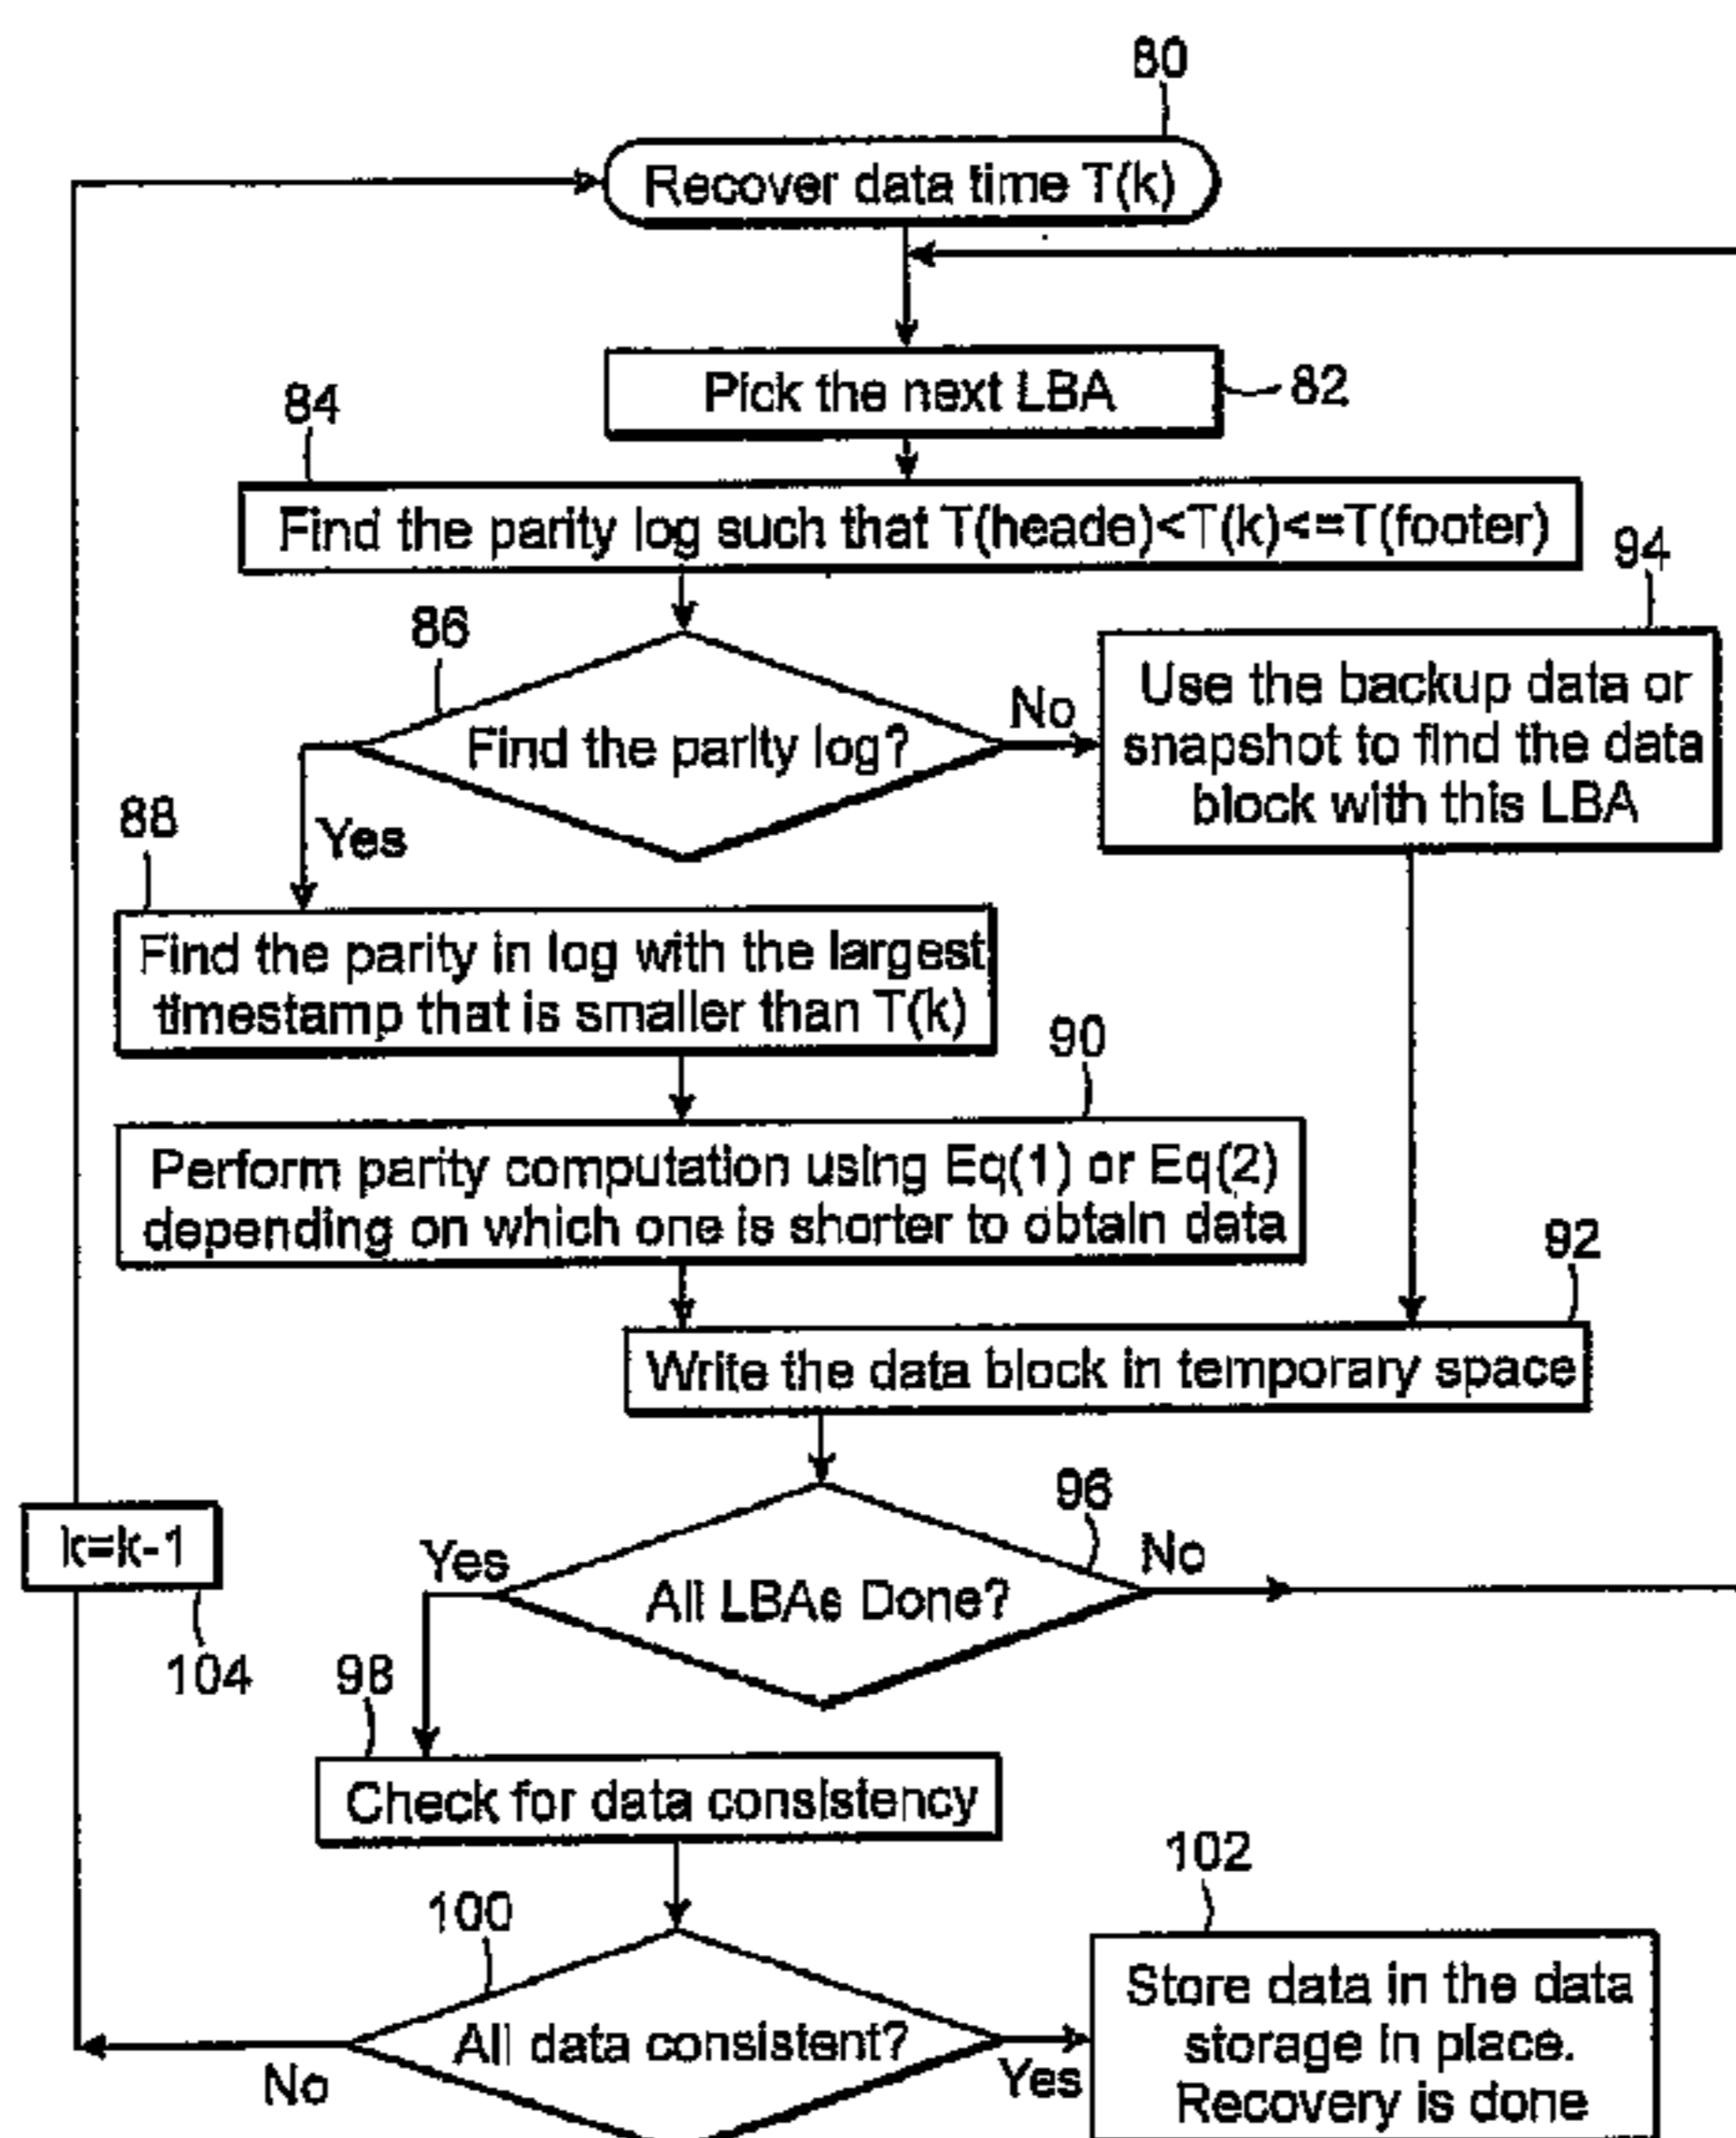 80
Recover data time T(k)
Pick the next LBA
82
84
Find the parity log such that T(heade)<T(k)<=T(footer)
94
86
Find the parity log?
No
Use the backup data or
snapshot to find the data
block with this LBA
88
Yes
Find the parity in log with the largest
timestamp that is smaller than T(k)
90
Perform parity computation using Eq(1) or Eq(2)
depending on which one is shorter to obtain data
92
Write the data block in temporary space
96
k=k-1
Yes
All LBAs Done?
No
104
98
Check for data consistency
102
100
All data consistent?
No
Yes
Store data in the data
storage in place.
Recovery is done